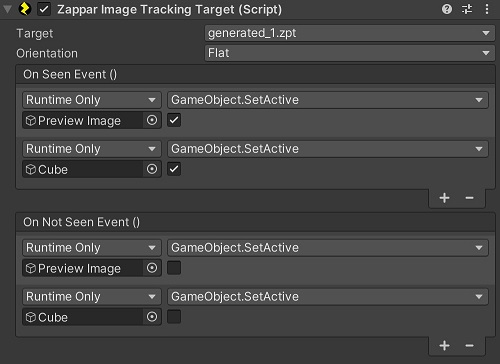 Zappar Image Tracking Target (Script)
Target generated_1.zpt
Orientation Flat
On Seen Event ()
Runtime Only GameObject.SetActive
Preview Image
Runtime Only GameObject.SetActive
Cube
+ −
On Not Seen Event ()
Runtime Only GameObject.SetActive
Preview Image
Runtime Only GameObject.SetActive
Cube
+ −